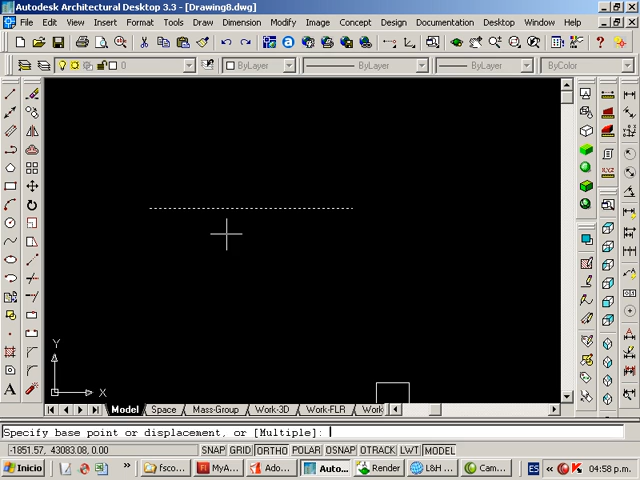 Autodesk Architectural Desktop 3.3 - [Drawing8.dwg]
File Edit View Insert Format Tools Draw Dimension Modify Image Concept Design Documentation Desktop Window Help
0 ByLayer ByLayer ByLayer ByColor
XYZ
Y
X
Model Space Mass-Group Work-3D Work-FLR Work
Specify base point or displacement, or [Multiple]:
-1851.57, 43083.08, 0.00 SNAP GRID ORTHO POLAR OSNAP OTRACK LWT MODEL
Inicio » fsco... MyA... Ado... Auto... Render L&H ... Cam... ES « 04:58 p.m.